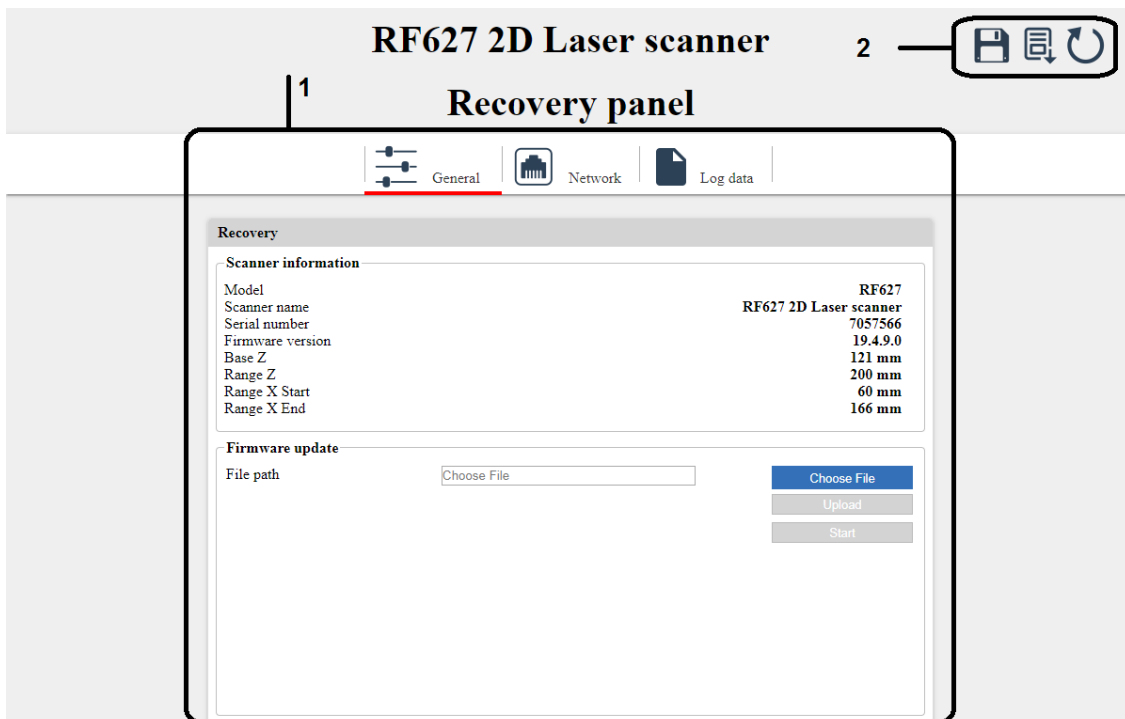 RF627 2D Laser scanner
2
1
Recovery panel
General
Network
Log data
Recovery
Scanner information
Model RF627
Scanner name RF627 2D Laser scanner
Serial number 7057566
Firmware version 19.4.9.0
Base Z 121 mm
Range Z 200 mm
Range X Start 60 mm
Range X End 166 mm
Firmware update
File path Choose File Choose File
Upload
Start